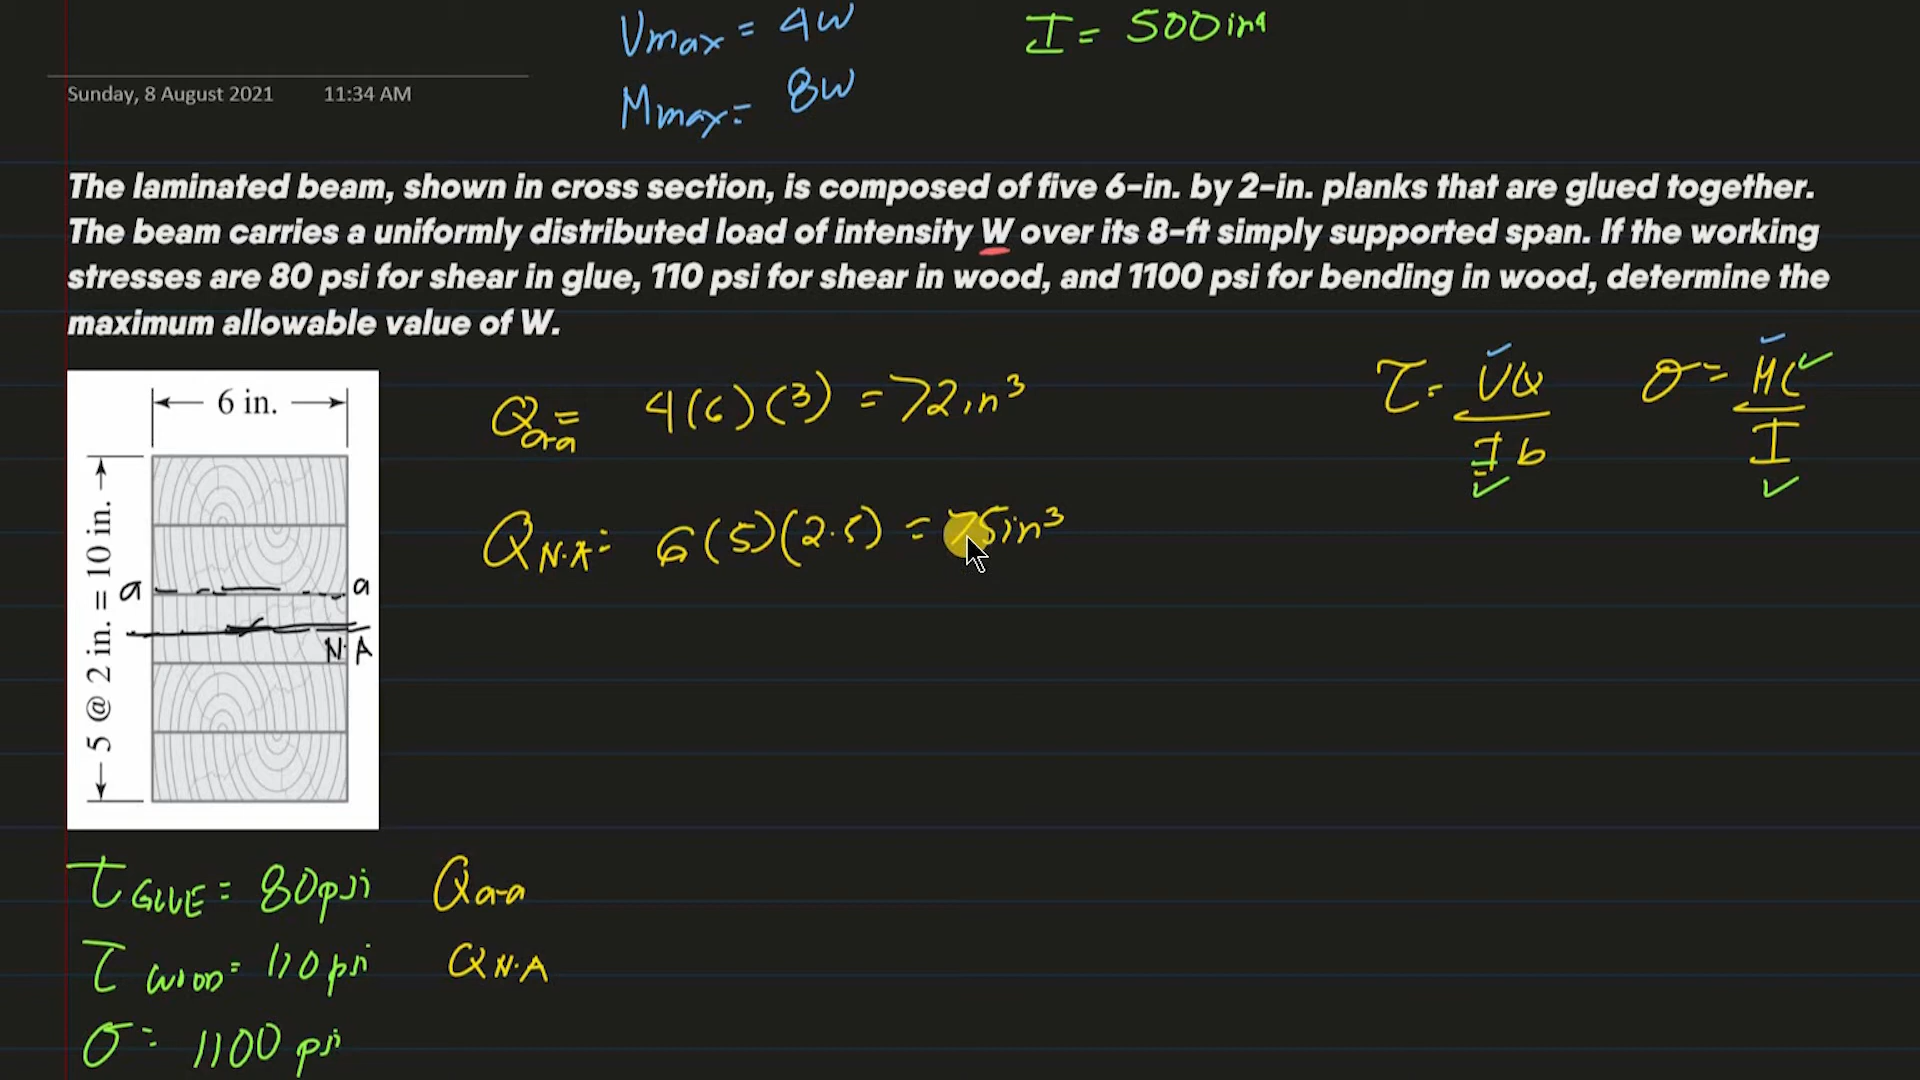 Vmax = 4W
I = 500in4
Mmax = 8W
Sunday, 8 August 2021 11:34 AM
The laminated beam, shown in cross section, is composed of five 6-in. by 2-in. planks that are glued together.
The beam carries a uniformly distributed load of intensity W over its 8-ft simply supported span. If the working
stresses are 80 psi for shear in glue, 110 psi for shear in wood, and 1100 psi for bending in wood, determine the
maximum allowable value of W.
6 in.
5 @ 2 in. = 10 in.
a a
N.A
Qa-a = 4(6)(3) = 72in³
QN.A = 6(5)(2.5) = 75in³
τ = VQ
Ib
σ = MC
I
τGLUE = 80psi Qa-a
τWOOD = 110psi QN.A
σ = 1100 psi